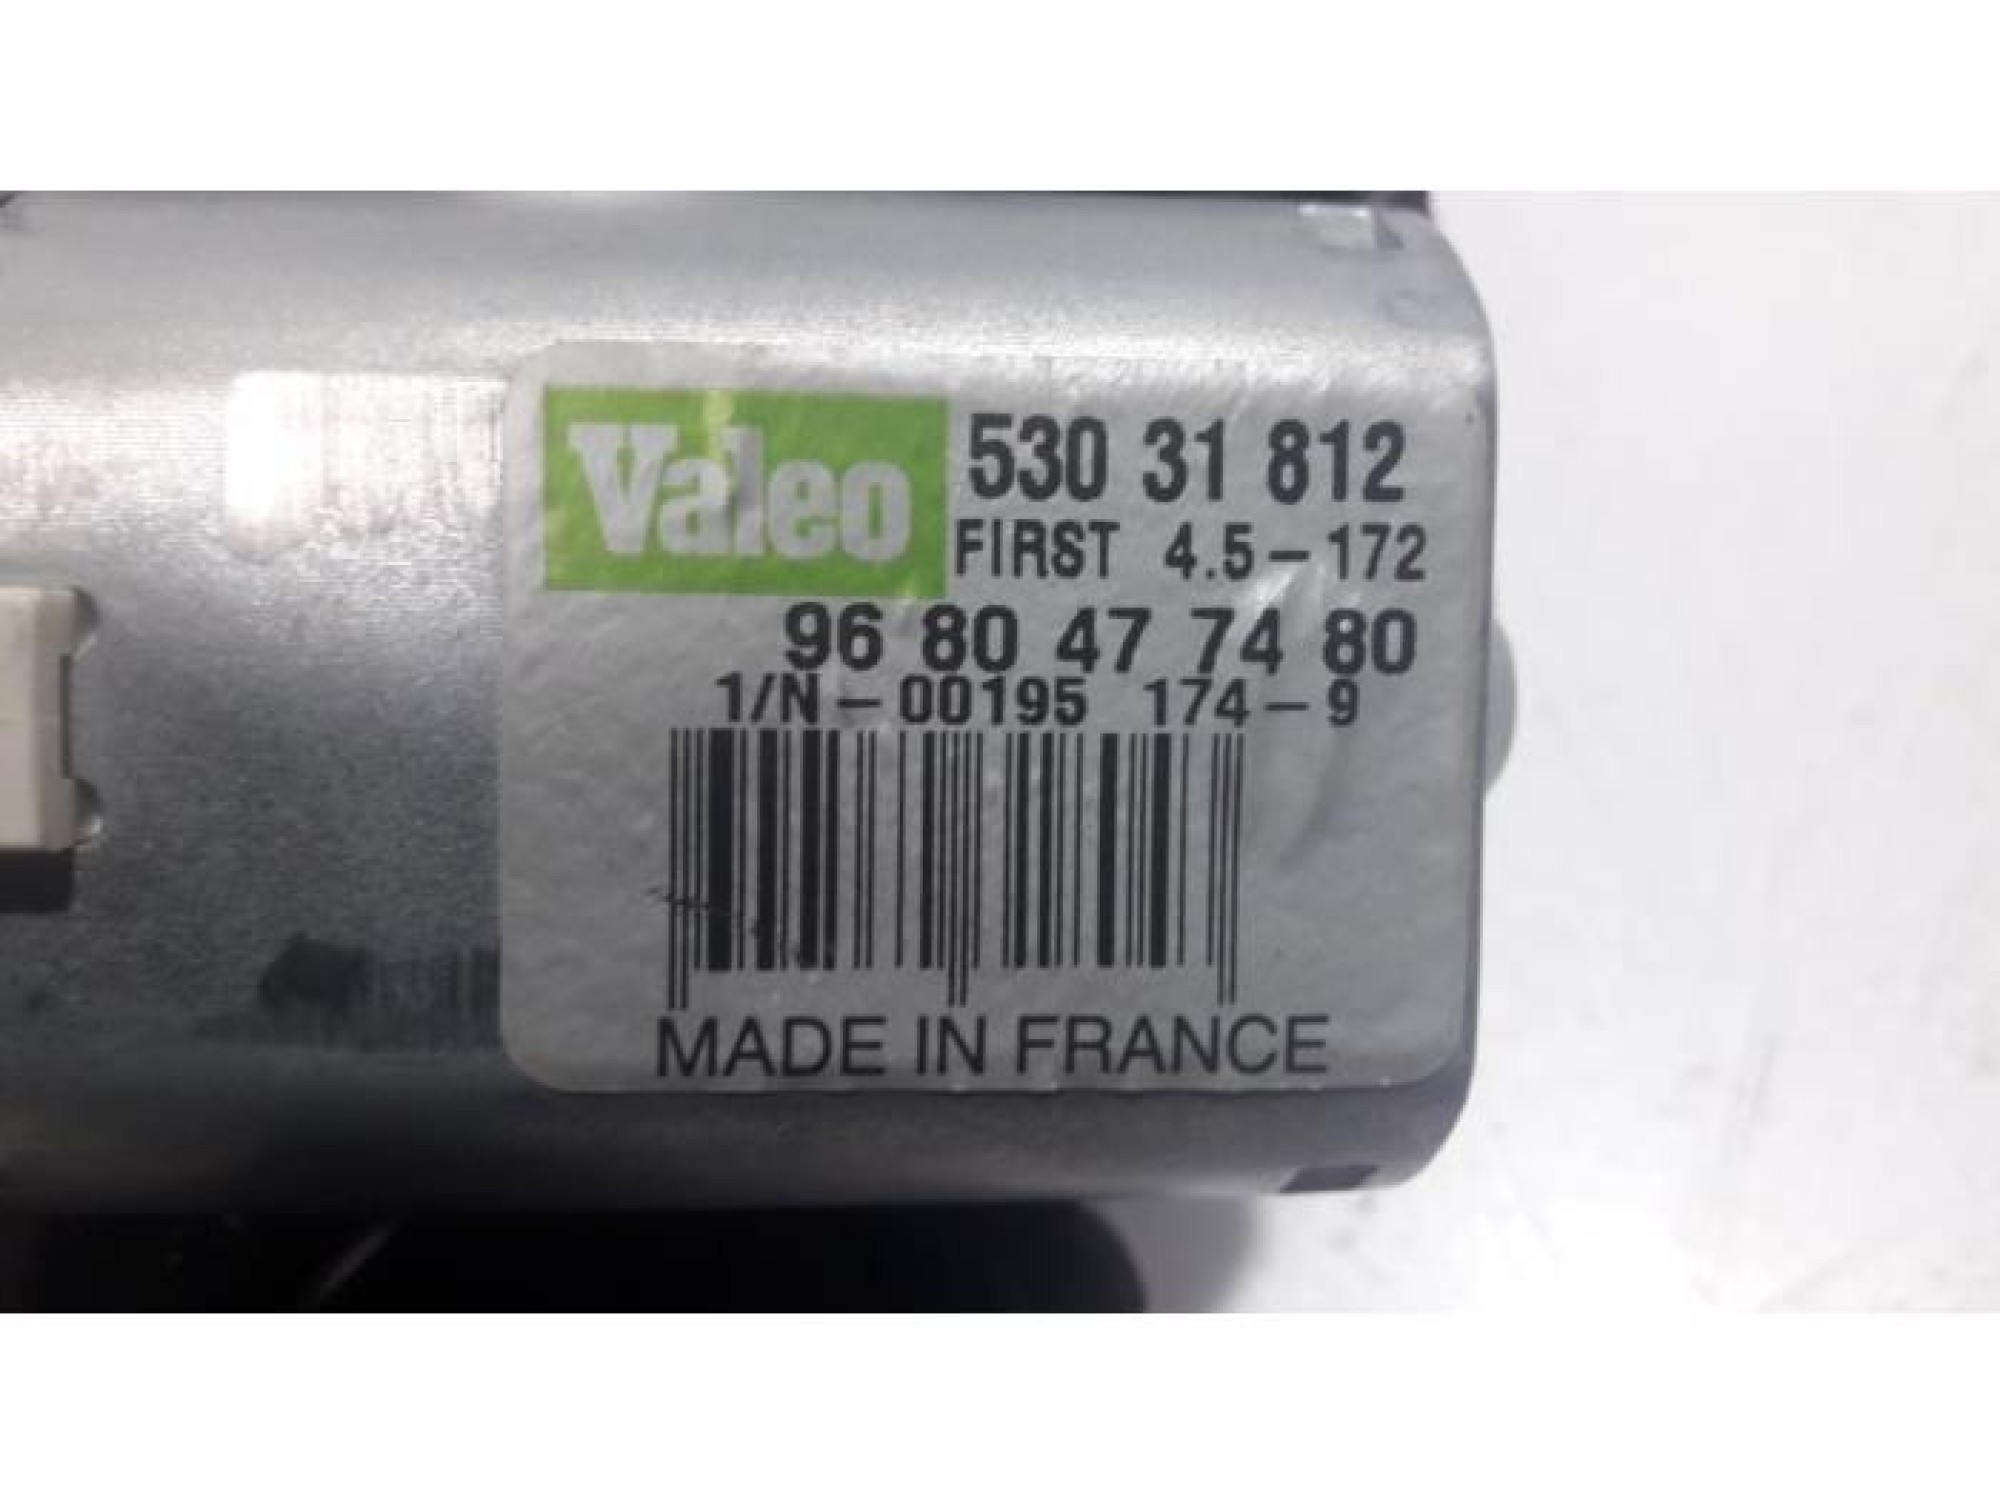 Valeo 530 31 812
FIRST 4.5-172
96 80 47 74 80
1/N-00195 174-9
MADE IN FRANCE